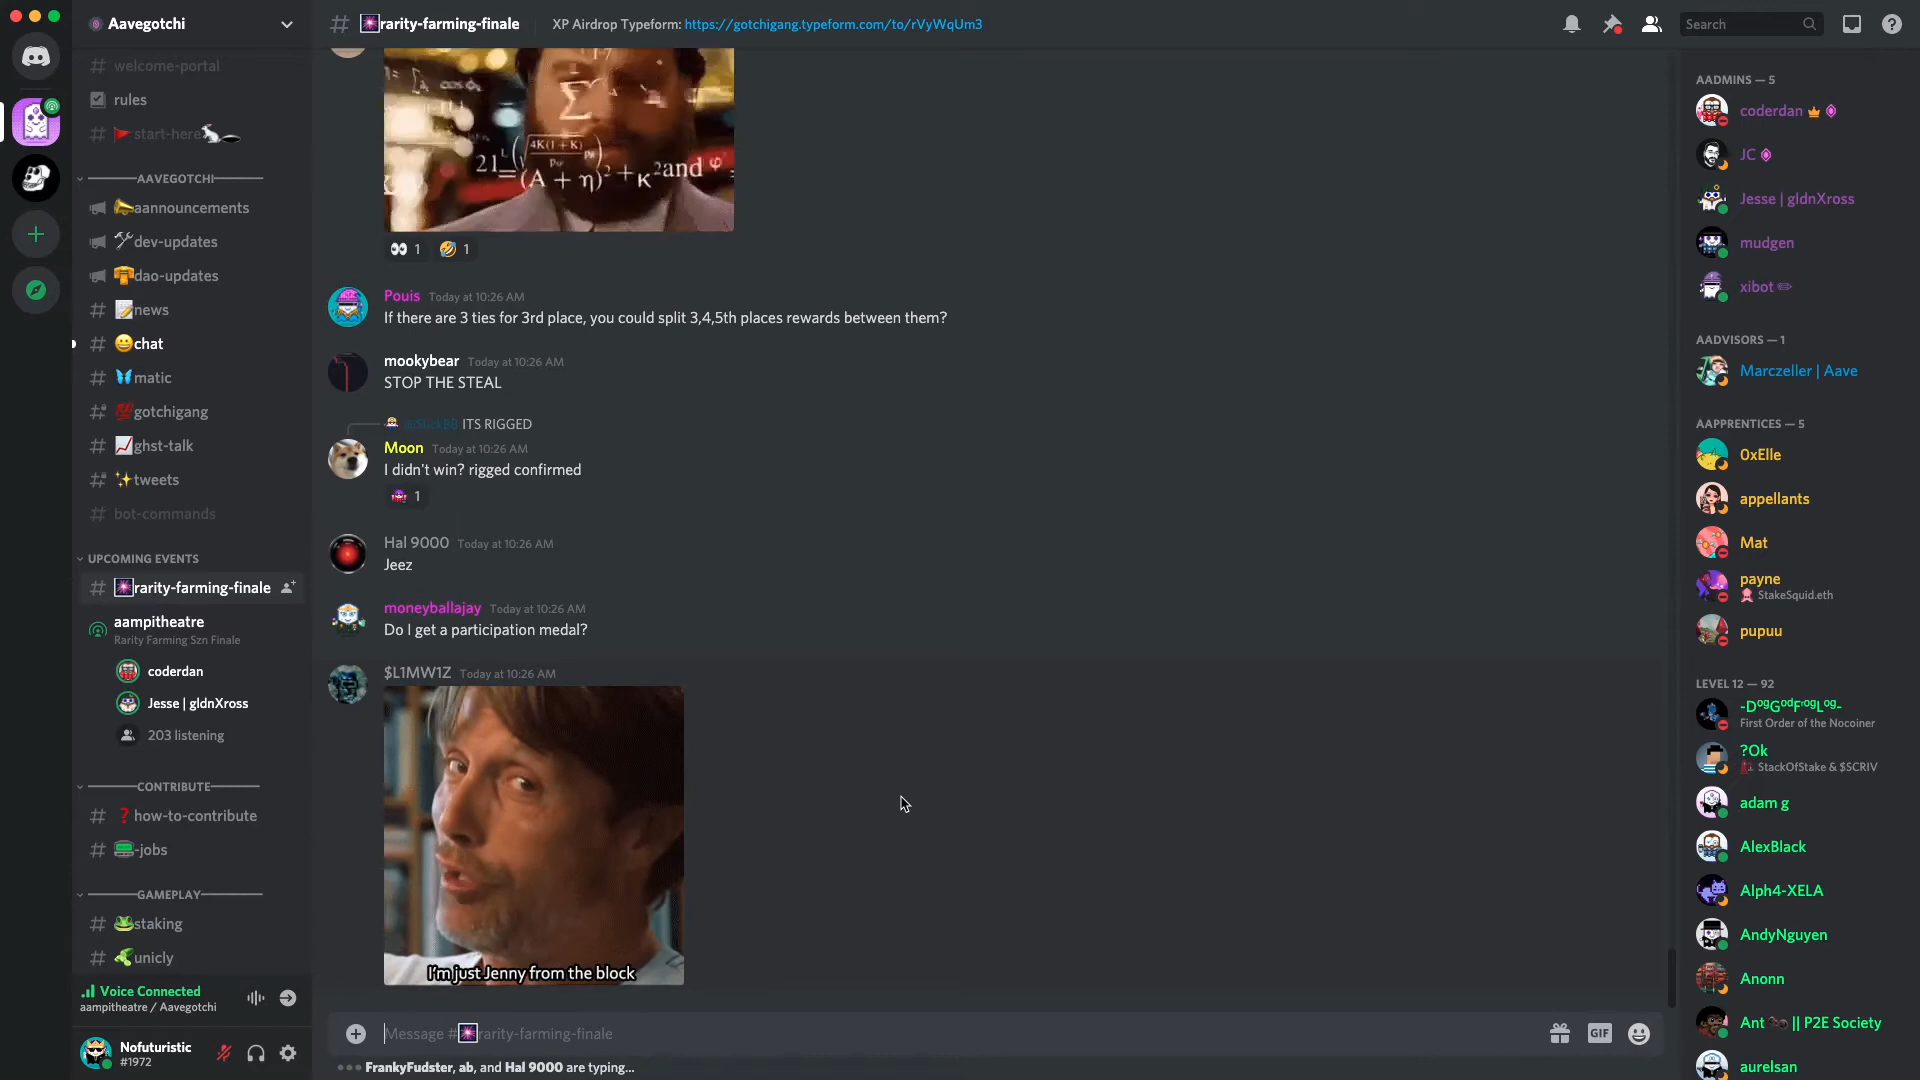 Aavegotchi
welcome-portal
rules
start-here
AAVEGOTCHI
aannouncements
dev-updates
dao-updates
news
chat
matic
gotchigang
ghst-talk
tweets
bot-commands
UPCOMING EVENTS
rarity-farming-finale
aampitheatre
Rarity Farming Szn Finale
coderdan
Jesse | gldnXross
203 listening
CONTRIBUTE
how-to-contribute
-jobs
GAMEPLAY
staking
unicly
Voice Connected
aampitheatre / Aavegotchi
Nofuturistic
#1972
rarity-farming-finale
XP Airdrop Typeform: https://gotchigang.typeform.com/to/rVyWqUm3
Search
1 1
Pouis Today at 10:26 AM
If there are 3 ties for 3rd place, you could split 3,4,5th places rewards between them?
mookybear Today at 10:26 AM
STOP THE STEAL
@SlickBB ITS RIGGED
Moon Today at 10:26 AM
I didn't win? rigged confirmed
1
Hal 9000 Today at 10:26 AM
Jeez
moneyballajay Today at 10:26 AM
Do I get a participation medal?
$L1MW1Z Today at 10:26 AM
I'm just Jenny from the block
Message #rarity-farming-finale
GIF
FrankyFudster, ab, and Hal 9000 are typing...
AADMINS — 5
coderdan
JC
Jesse | gldnXross
mudgen
xibot
AADVISORS — 1
Marczeller | Aave
AAPPRENTICES — 5
0xElle
appellants
Mat
payne
StakeSquid.eth
pupuu
LEVEL 12 — 92
-DᵒᵍGᵒᵈFʳᵒᵍLᵒᵍ-
First Order of the Nocoiner
?Ok
StackOfStake & $SCRIV
adam g
AlexBlack
Alph4-XELA
AndyNguyen
Anonn
Ant || P2E Society
aurelsan